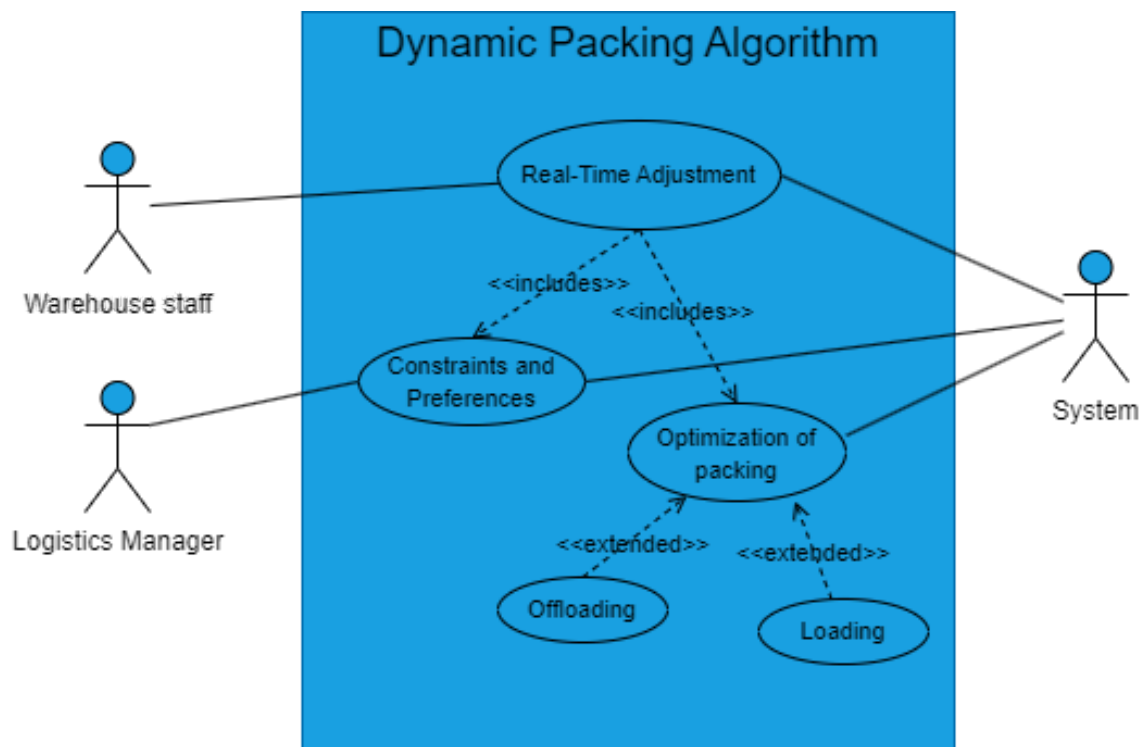 Dynamic Packing Algorithm
Real-Time Adjustment
Warehouse staff
<<includes>>
<<includes>>
Constraints and
Preferences
System
Optimization of
packing
Logistics Manager
<<extended>>
<<extended>>
Offloading
Loading